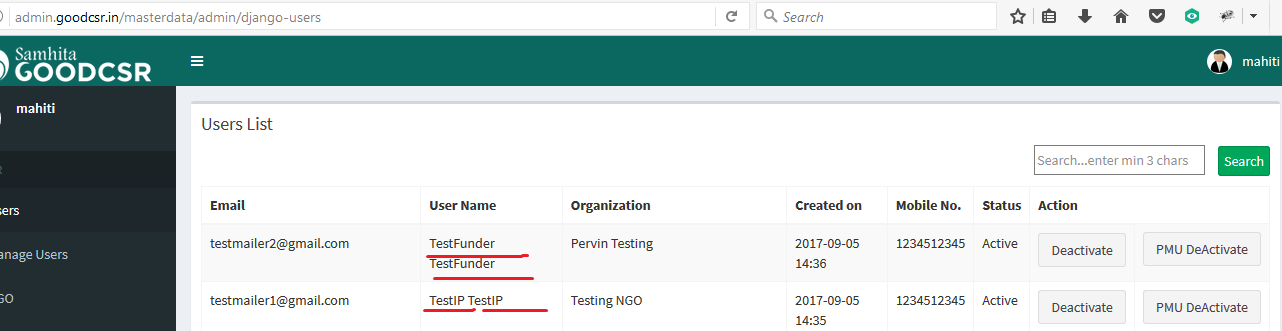 admin.goodcsr.in/masterdata/admin/django-users
Search
Samhita
GOODCSR
mahiti
mahiti
Users List
Search...enter min 3 chars
Search
Email User Name Organization Created on Mobile No. Status Action
testmailer2@gmail.com TestFunder Pervin Testing 2017-09-05 1234512345 Active Deactivate PMU DeActivate
TestFunder 14:36
testmailer1@gmail.com TestIP TestIP Testing NGO 2017-09-05 1234512345 Active Deactivate PMU DeActivate
14:35
sers
anage Users
GO